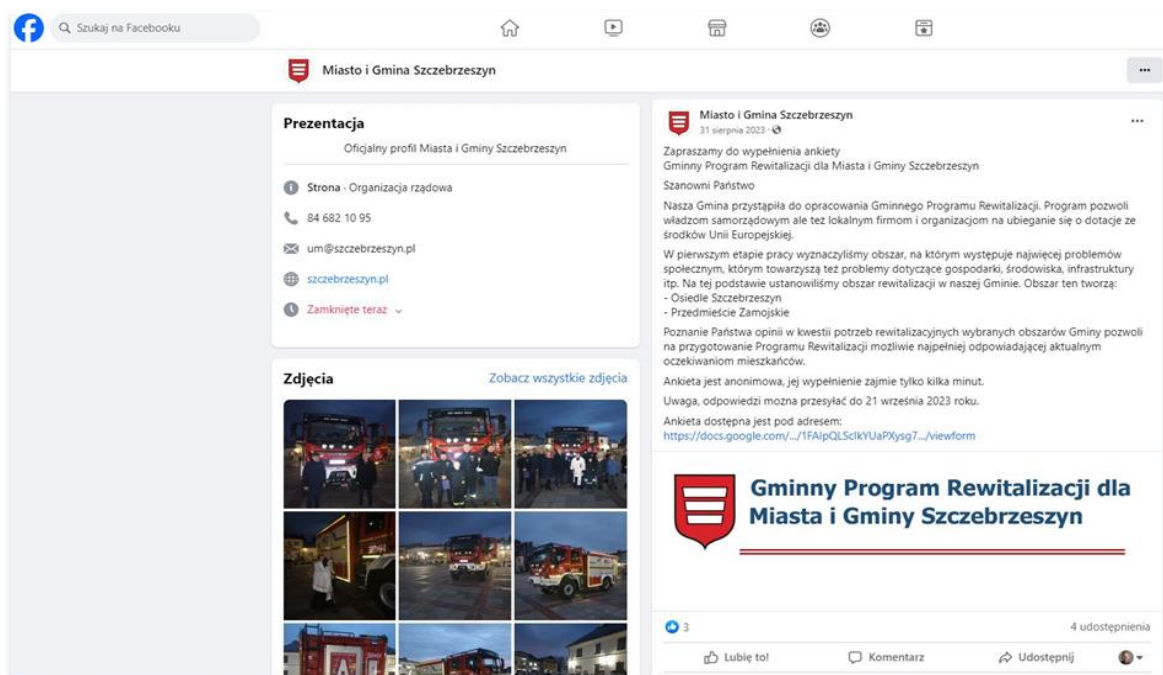 Szukaj na Facebooku
Miasto i Gmina Szczebrzeszyn
Prezentacja
Oficjalny profil Miasta i Gminy Szczebrzeszyn
Strona · Organizacja rządowa
84 682 10 95
um@szczebrzeszyn.pl
szczebrzeszyn.pl
Zamknięte teraz
Zdjęcia
Zobacz wszystkie zdjęcia
Miasto i Gmina Szczebrzeszyn
31 sierpnia 2023 ·
Zapraszamy do wypełnienia ankiety
Gminny Program Rewitalizacji dla Miasta i Gminy Szczebrzeszyn
Szanowni Państwo
Nasza Gmina przystąpiła do opracowania Gminnego Programu Rewitalizacji. Program pozwoli
władzom samorządowym ale też lokalnym firmom i organizacjom na ubieganie się o dotacje ze
środków Unii Europejskiej.
W pierwszym etapie pracy wyznaczyliśmy obszar, na którym występuje najwięcej problemów
społecznym, którym towarzyszą też problemy dotyczące gospodarki, środowiska, infrastruktury
itp. Na tej podstawie ustanowiliśmy obszar rewitalizacji w naszej Gminie. Obszar ten tworzą:
- Osiedle Szczebrzeszyn
- Przedmieście Zamojskie
Poznanie Państwa opinii w kwestii potrzeb rewitalizacyjnych wybranych obszarów Gminy pozwoli
na przygotowanie Programu Rewitalizacji możliwie najpełniej odpowiadającej aktualnym
oczekiwaniom mieszkańców.
Ankieta jest anonimowa, jej wypełnienie zajmie tylko kilka minut.
Uwaga, odpowiedzi można przesyłać do 21 września 2023 roku.
Ankieta dostępna jest pod adresem:
https://docs.google.com/.../1FAIpQLScIkYUaPXysg7.../viewform
Gminny Program Rewitalizacji dla
Miasta i Gminy Szczebrzeszyn
3
4 udostępnienia
Lubię to!
Komentarz
Udostępnij